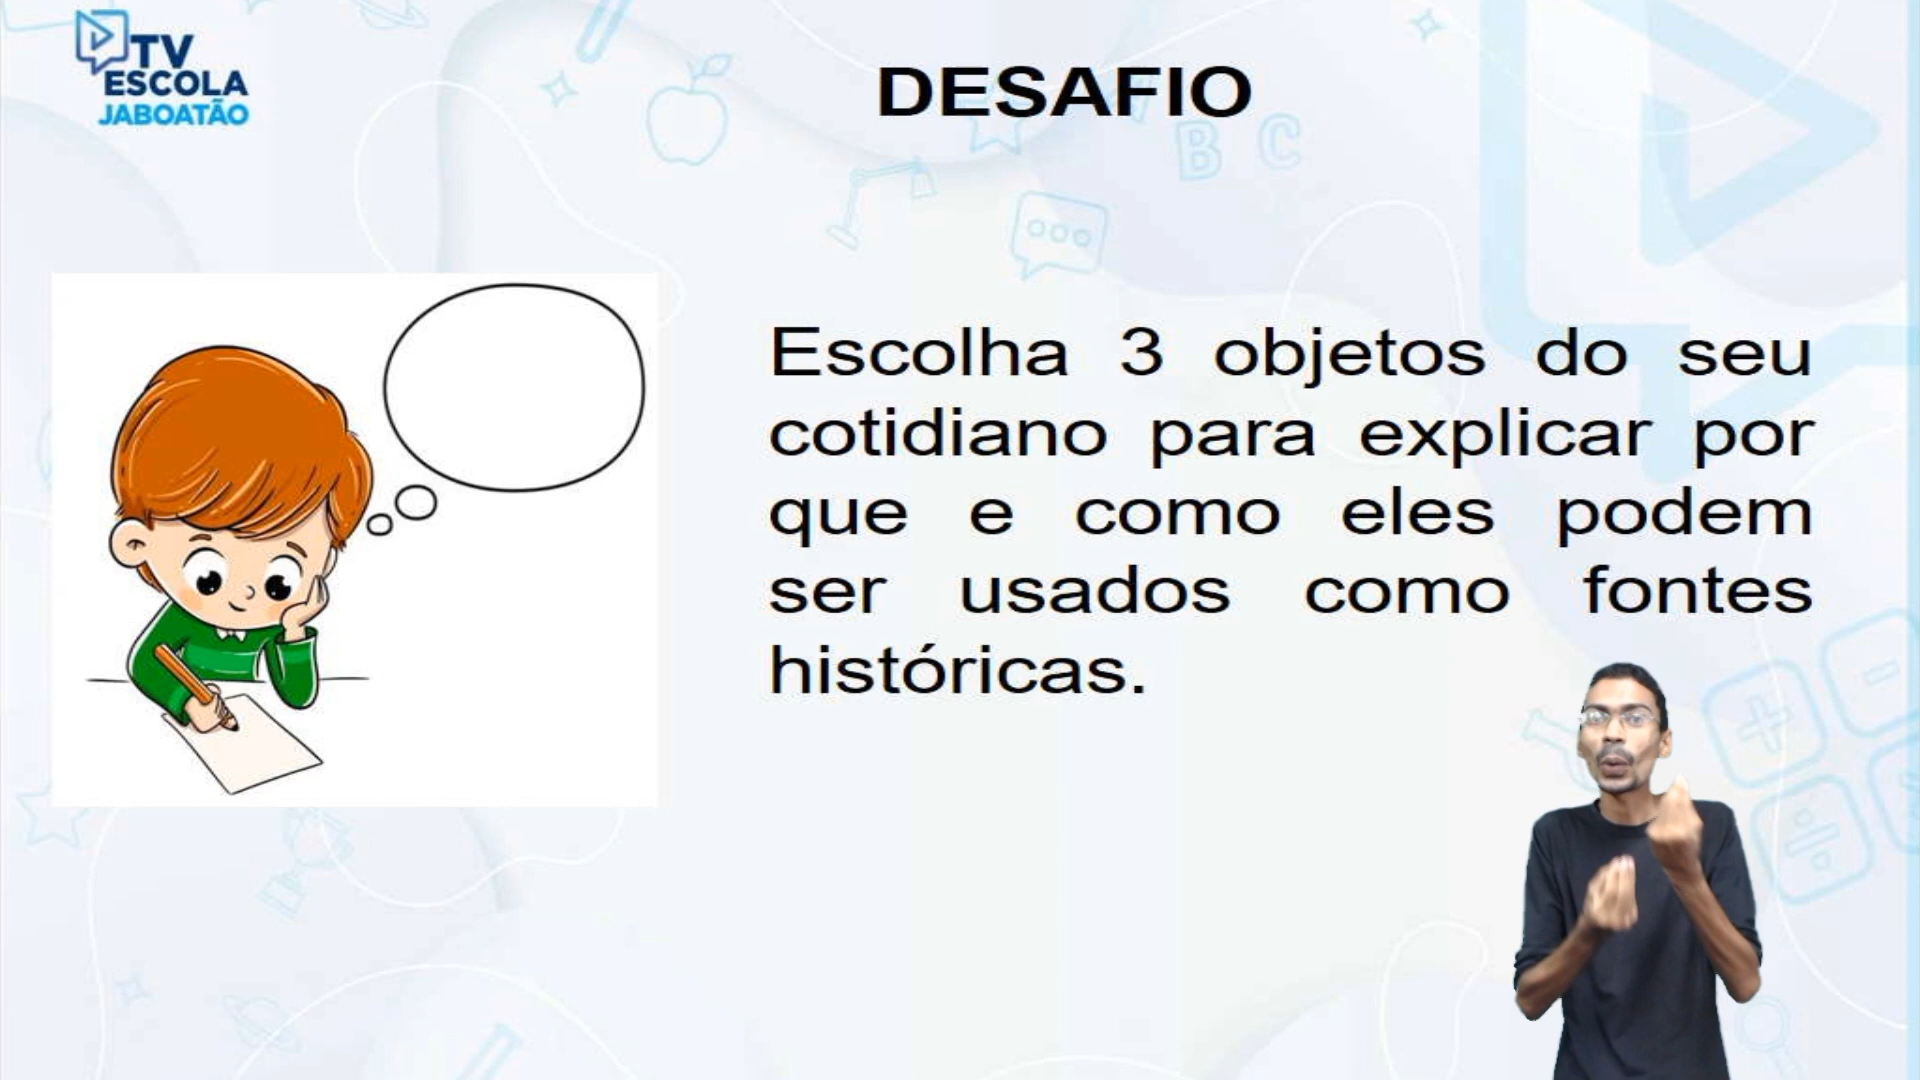 TV
ESCOLA
JABOATÃO
DESAFIO
B C
Escolha 3 objetos do seu
cotidiano para explicar por
que e como eles podem
ser usados como fontes
históricas.